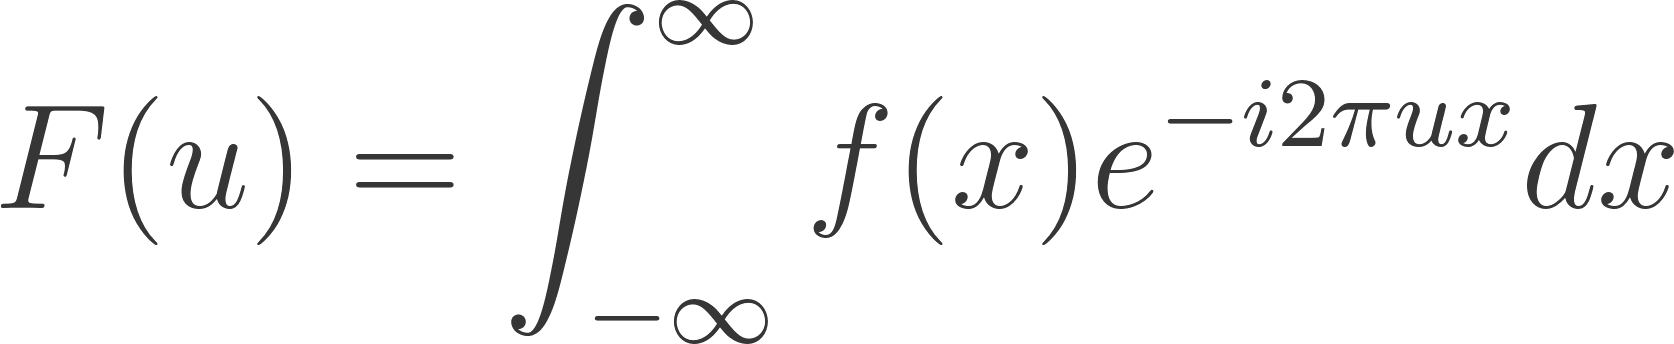 F(u) = ∫_{-∞}^{∞} f(x)e^{-i2πux}dx